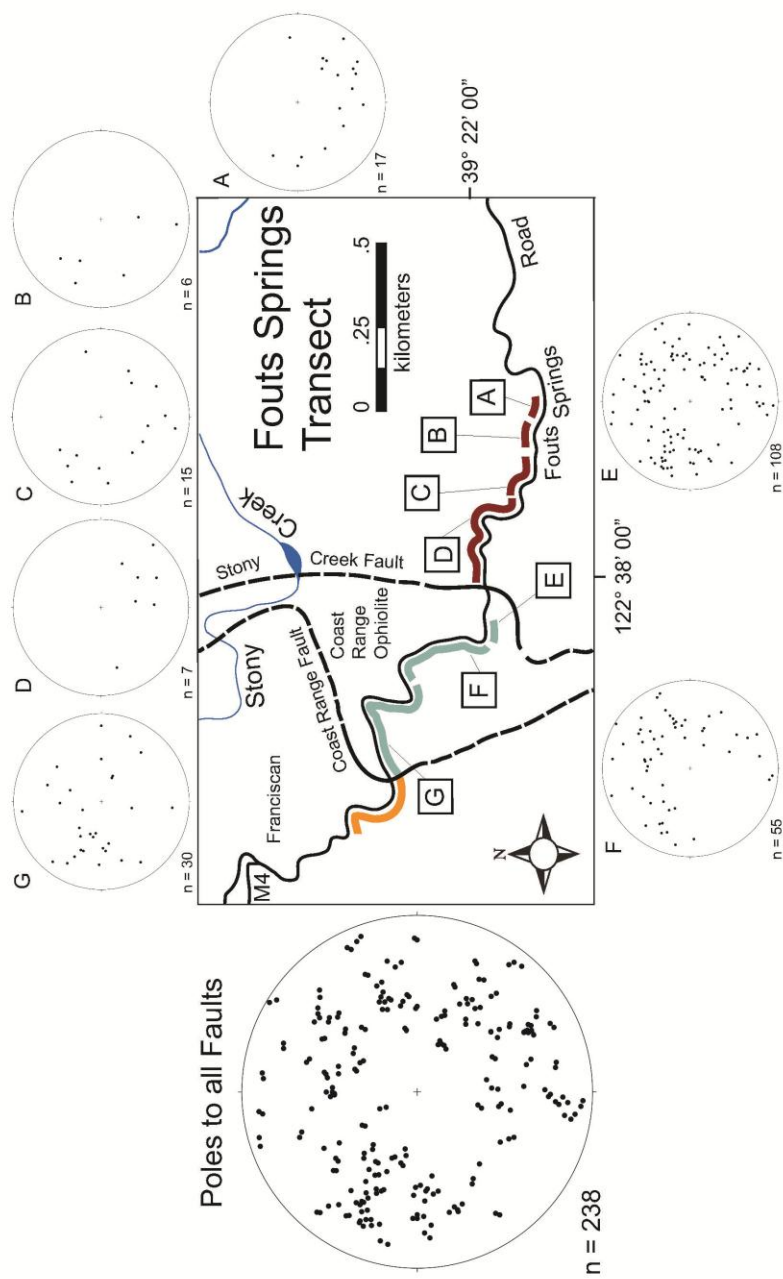 Poles to all Faults
n = 238
G
n = 30
D
n = 7
C
n = 15
B
n = 6
A
n = 17
Fouts Springs
Transect
0
.25
.5
kilometers
Stony
Creek
Stony
Creek Fault
Coast Range Fault
Coast
Range
Ophiolite
Franciscan
M4
N
G
F
E
D
C
B
A
Fouts
Springs
Road
39° 22' 00"
122° 38' 00"
F
n = 55
E
n = 108